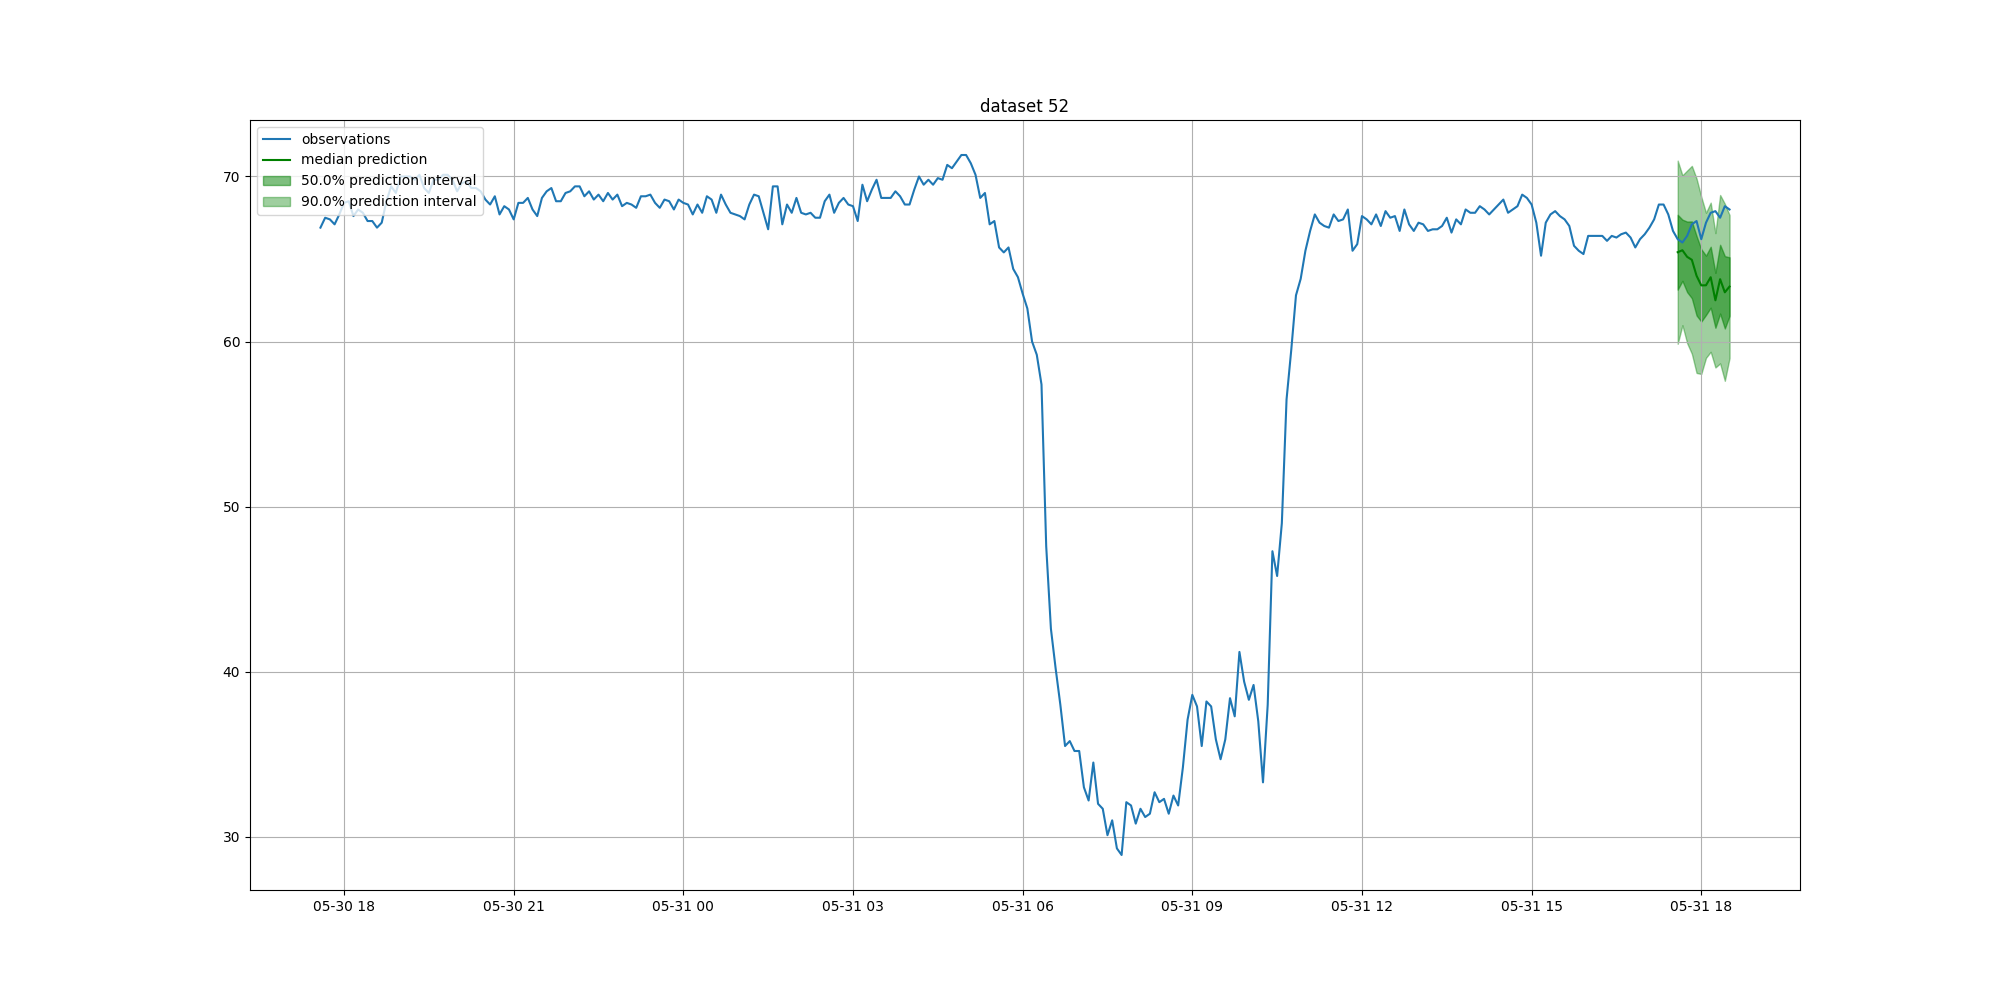 dataset 52
observations
median prediction
50.0% prediction interval
90.0% prediction interval
70
60
50
40
30
05-30 18 05-30 21 05-31 00 05-31 03 05-31 06 05-31 09 05-31 12 05-31 15 05-31 18